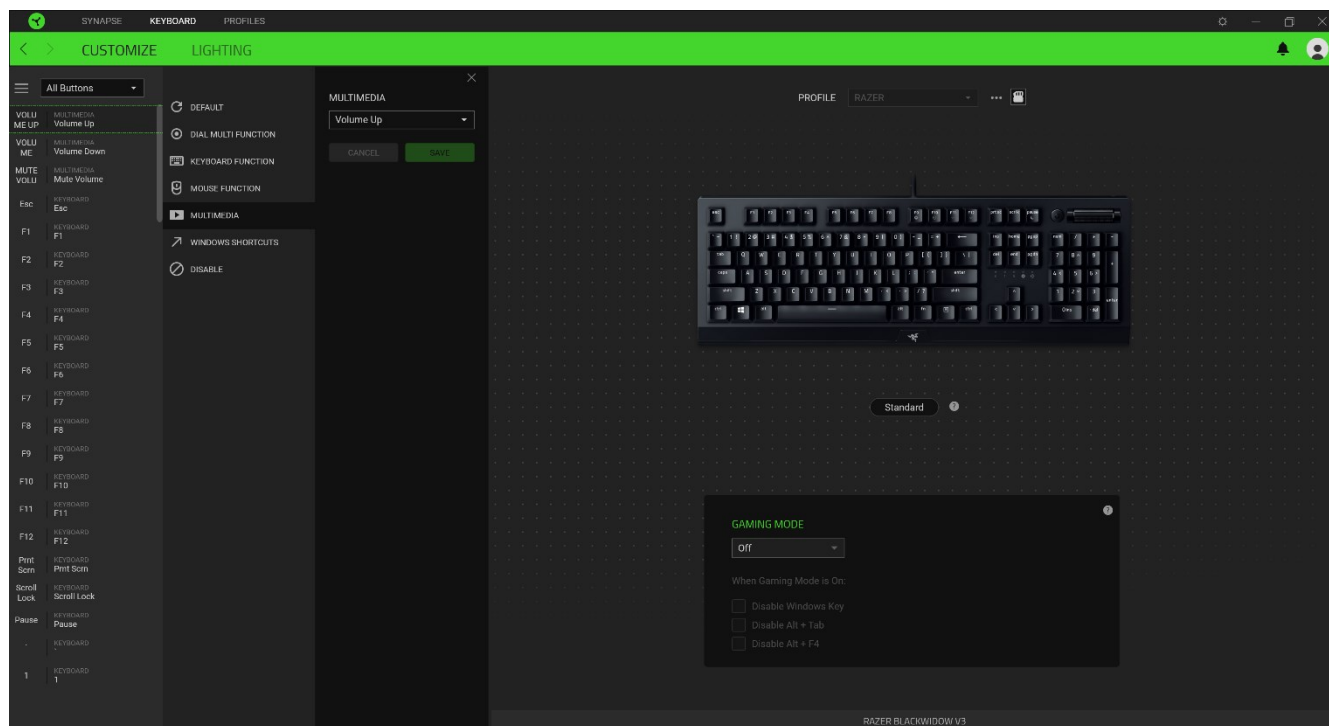 SYNAPSE KEYBOARD PROFILES
CUSTOMIZE LIGHTING
All Buttons
VOLU
ME UP
MULTIMEDIA
Volume Up
VOLU
ME
MULTIMEDIA
Volume Down
MUTE
VOLU
MULTIMEDIA
Mute Volume
Esc
KEYBOARD
Esc
F1
KEYBOARD
F1
F2
KEYBOARD
F2
F3
KEYBOARD
F3
F4
KEYBOARD
F4
F5
KEYBOARD
F5
F6
KEYBOARD
F6
F7
KEYBOARD
F7
F8
KEYBOARD
F8
F9
KEYBOARD
F9
F10
KEYBOARD
F10
F11
KEYBOARD
F11
F12
KEYBOARD
F12
Prnt
Scrn
KEYBOARD
Prnt Scrn
Scroll
Lock
KEYBOARD
Scroll Lock
Pause
KEYBOARD
Pause
KEYBOARD
1
KEYBOARD
1
DEFAULT
DIAL MULTI FUNCTION
KEYBOARD FUNCTION
MOUSE FUNCTION
MULTIMEDIA
WINDOWS SHORTCUTS
DISABLE
MULTIMEDIA
Volume Up
CANCEL SAVE
PROFILE RAZER
Standard
GAMING MODE
Off
When Gaming Mode is On:
Disable Windows Key
Disable Alt + Tab
Disable Alt + F4
RAZER BLACKWIDOW V3